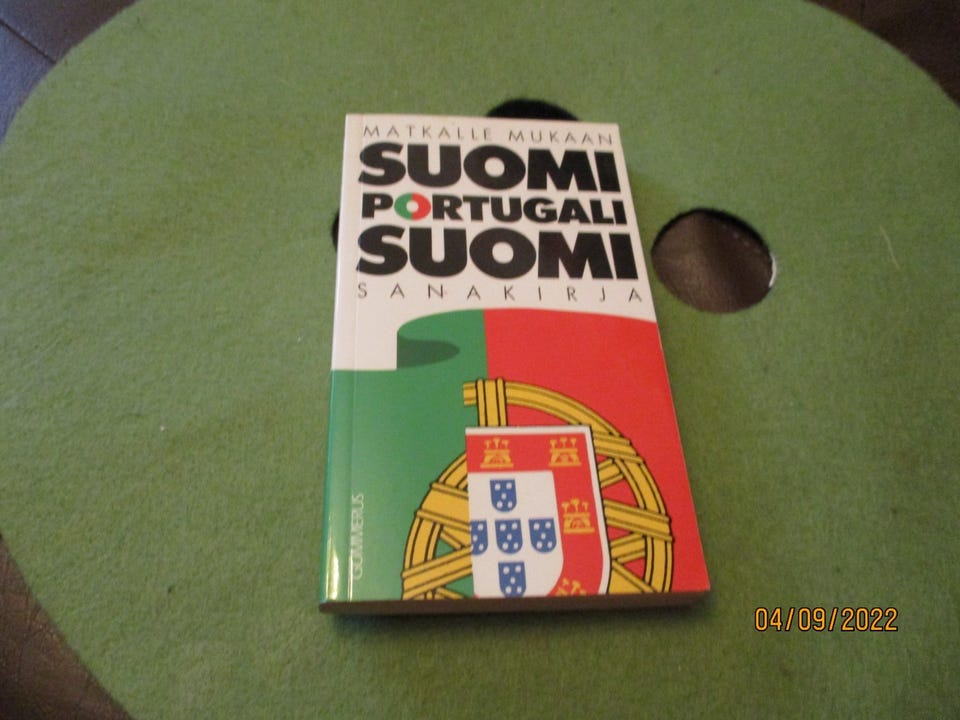 MATKALLE MUKAAN
SUOMI
PORTUGALI
SUOMI
SANAKIRJA
GUMMERUS
04/09/2022